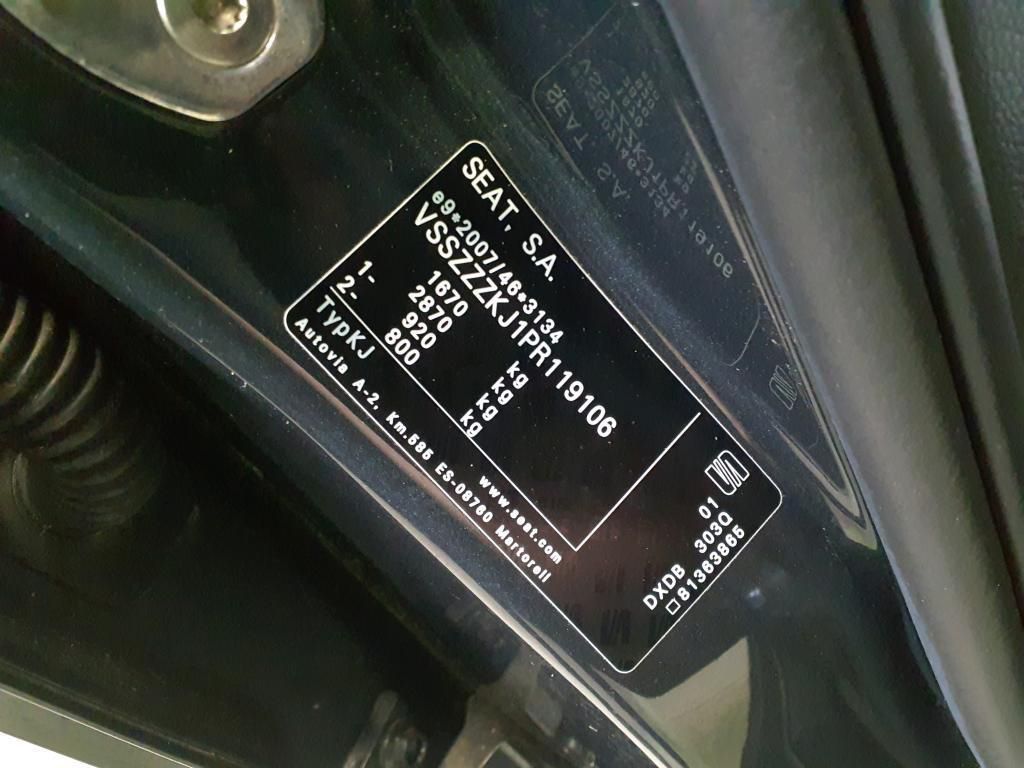 SEAT, S.A.
e9*2007/46*3134
VSSZZZKJ1PR119106
1670 kg
2870 kg
1- 920 kg
2- 800 kg
TypKJ www.seat.com
Autovia A-2, Km.585 ES-08760 Martorell
01
DXDB 303Q
81363865